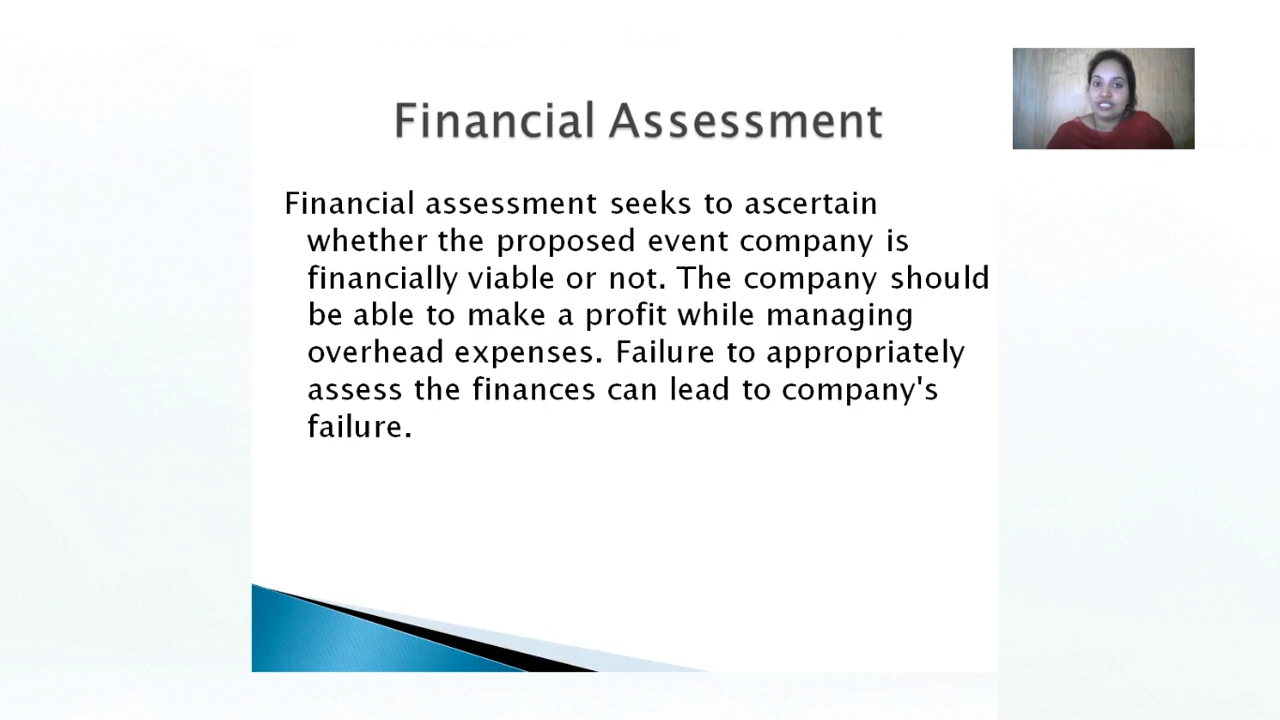 Financial Assessment
Financial assessment seeks to ascertain
whether the proposed event company is
financially viable or not. The company should
be able to make a profit while managing
overhead expenses. Failure to appropriately
assess the finances can lead to company's
failure.